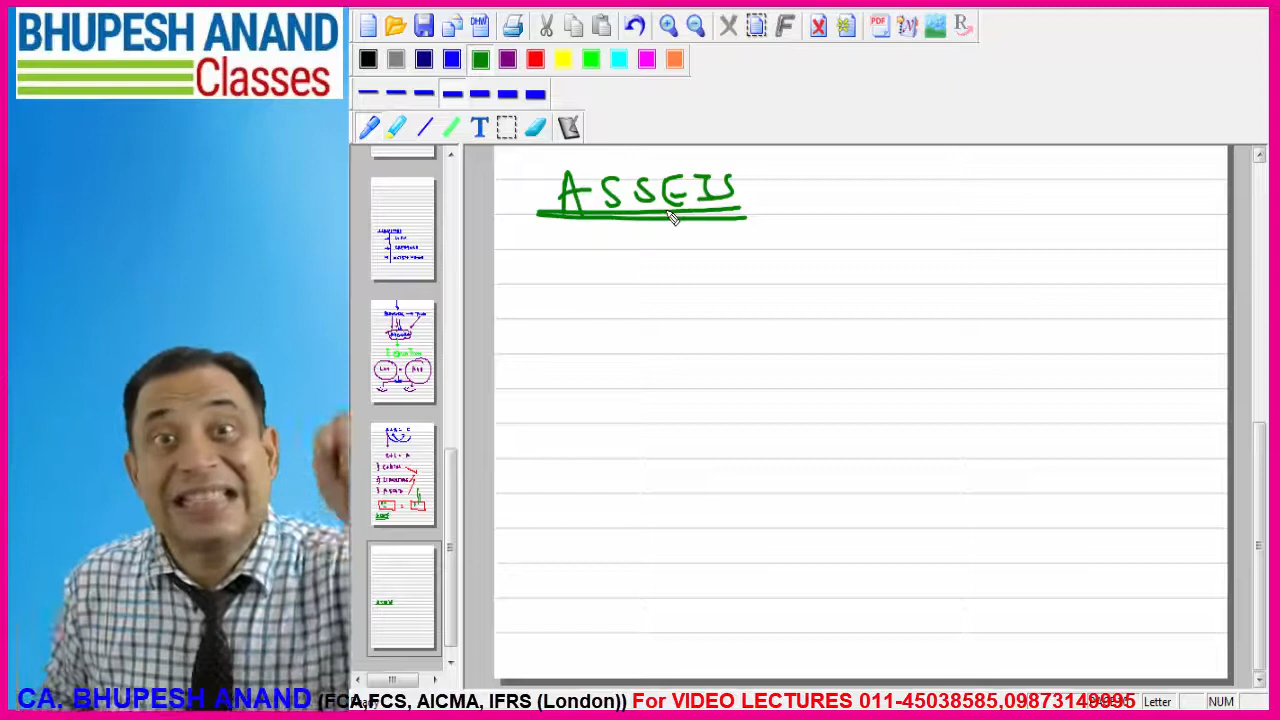 BHUPESH ANAND
Classes
ASSETS
CA. BHUPESH ANAND (FCA, FCS, AICMA, IFRS (London)) For VIDEO LECTURES 011-45038585,09873149995
Letter
NUM